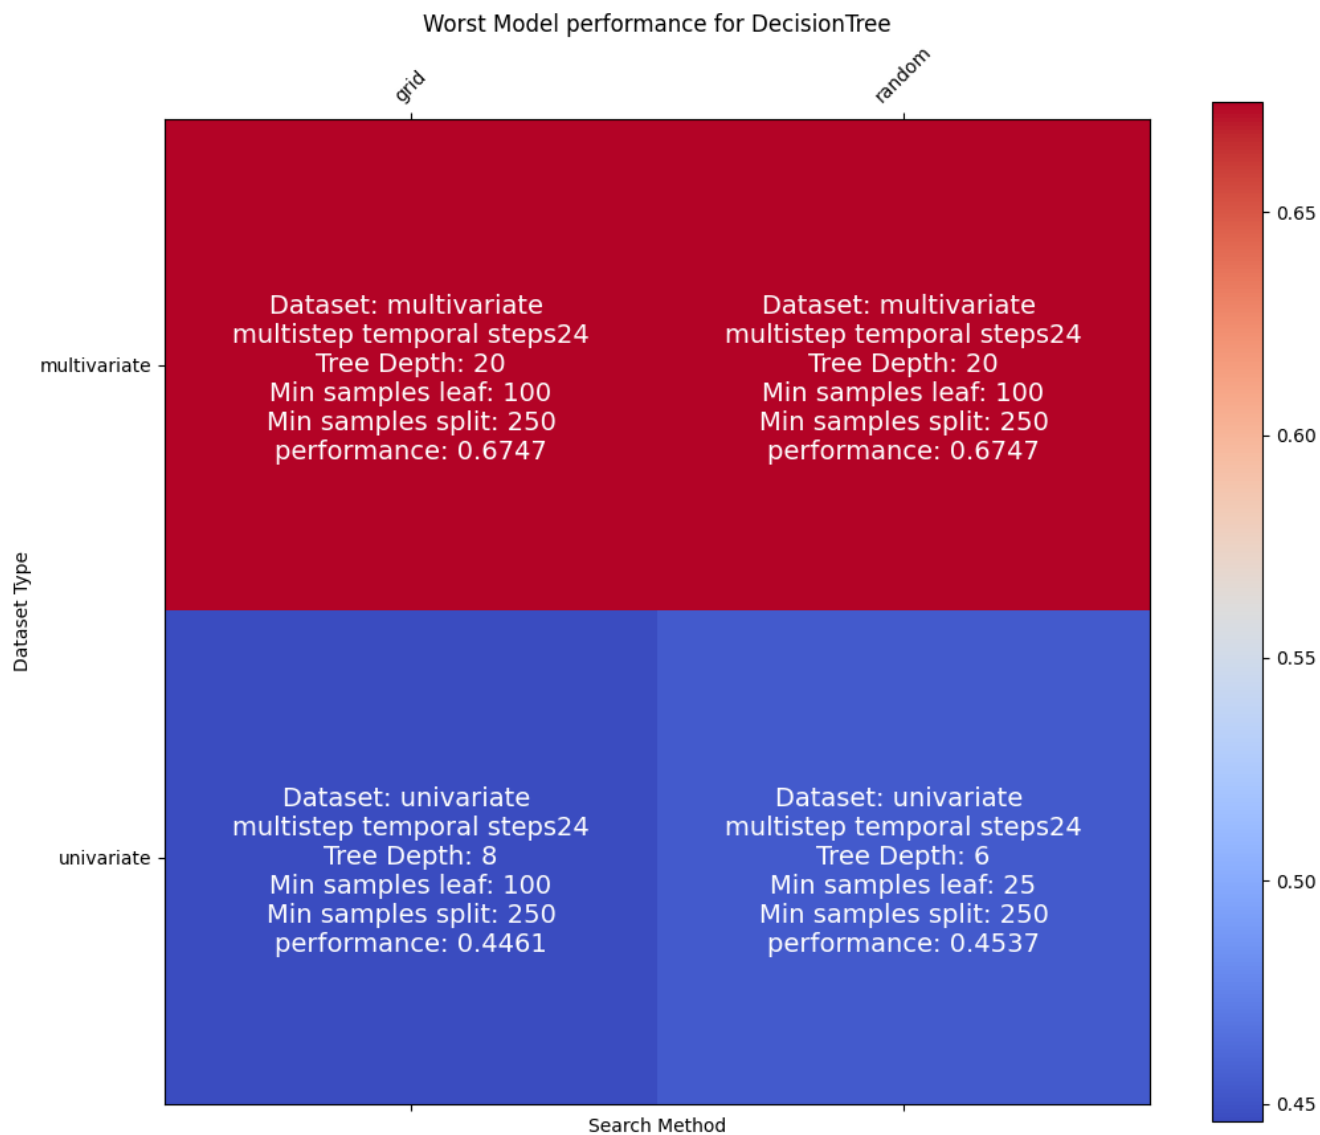 Worst Model performance for DecisionTree
grid
random
Dataset: multivariate
multistep temporal steps24
Tree Depth: 20
Min samples leaf: 100
Min samples split: 250
performance: 0.6747
Dataset: multivariate
multistep temporal steps24
Tree Depth: 20
Min samples leaf: 100
Min samples split: 250
performance: 0.6747
multivariate
Dataset Type
Dataset: univariate
multistep temporal steps24
Tree Depth: 8
Min samples leaf: 100
Min samples split: 250
performance: 0.4461
Dataset: univariate
multistep temporal steps24
Tree Depth: 6
Min samples leaf: 25
Min samples split: 250
performance: 0.4537
univariate
Search Method
0.65
0.60
0.55
0.50
0.45